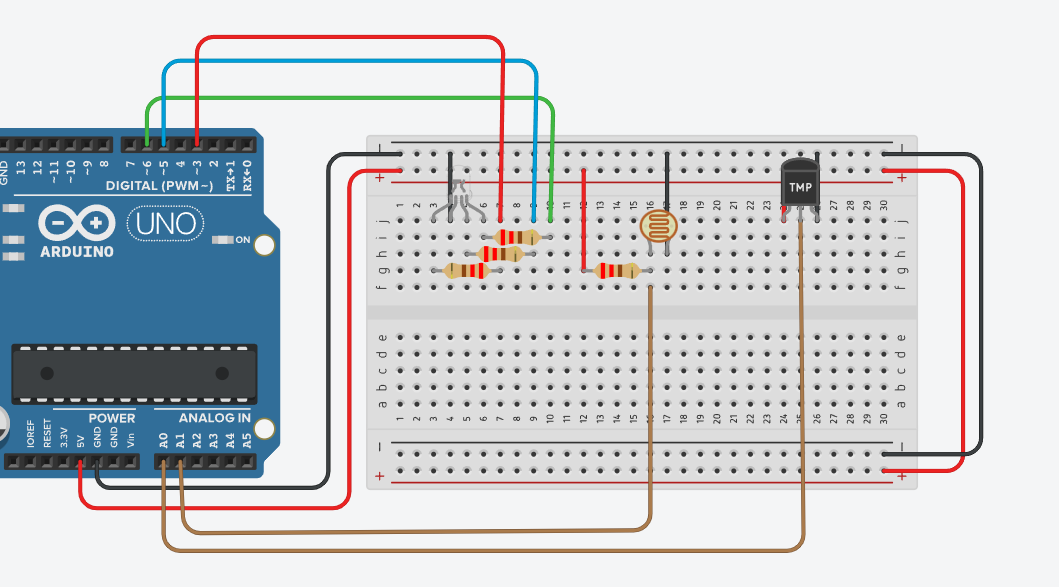 GND 13 12 ~11 ~10 ~9 8 7 ~6 ~5 4 ~3 2 TX→1 RX←0
DIGITAL (PWM~)
UNO
ARDUINO
ON
POWER ANALOG IN
IOREF RESET 3.3V 5V GND GND Vin A0 A1 A2 A3 A4 A5
− −
+ +
TMP
1 2 3 4 5 6 7 8 9 10 11 12 13 14 15 16 17 18 19 20 21 22 23 24 25 26 27 28 29 30
j j
i i
h h
g g
f f
e e
d d
c c
b b
a a
1 2 3 4 5 6 7 8 9 10 11 12 13 14 15 16 17 18 19 20 21 22 23 24 25 26 27 28 29 30
− −
+ +